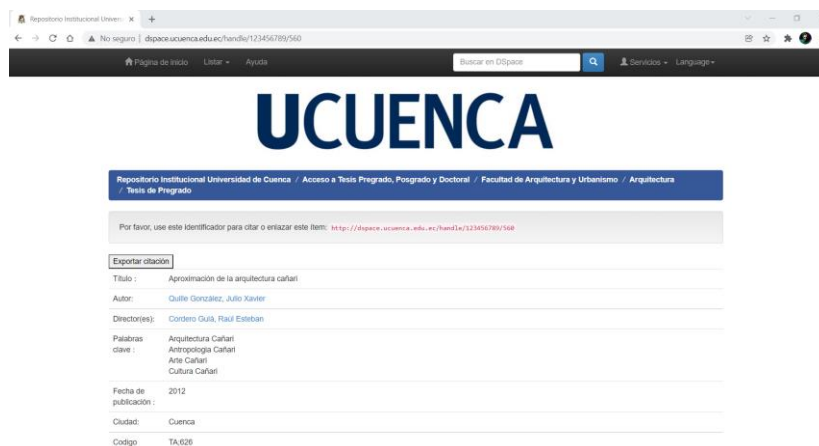 Repositorio Institucional Univers
No seguro | dspace.ucuenca.edu.ec/handle/123456789/560
Página de inicio Listar Ayuda Buscar en DSpace Servicios Language
UCUENCA
Repositorio Institucional Universidad de Cuenca / Acceso a Tesis Pregrado, Posgrado y Doctoral / Facultad de Arquitectura y Urbanismo / Arquitectura
/ Tesis de Pregrado
Por favor, use este identificador para citar o enlazar este ítem: http://dspace.ucuenca.edu.ec/handle/123456789/560
Exportar citación
Título : Aproximación de la arquitectura cañari
Autor: Quille González, Julio Xavier
Director(es): Cordero Gulá, Raúl Esteban
Palabras clave : Arquitectura Cañari
Antropologia Cañari
Arte Cañari
Cultura Cañari
Fecha de publicación : 2012
Ciudad: Cuenca
Codigo TA;626